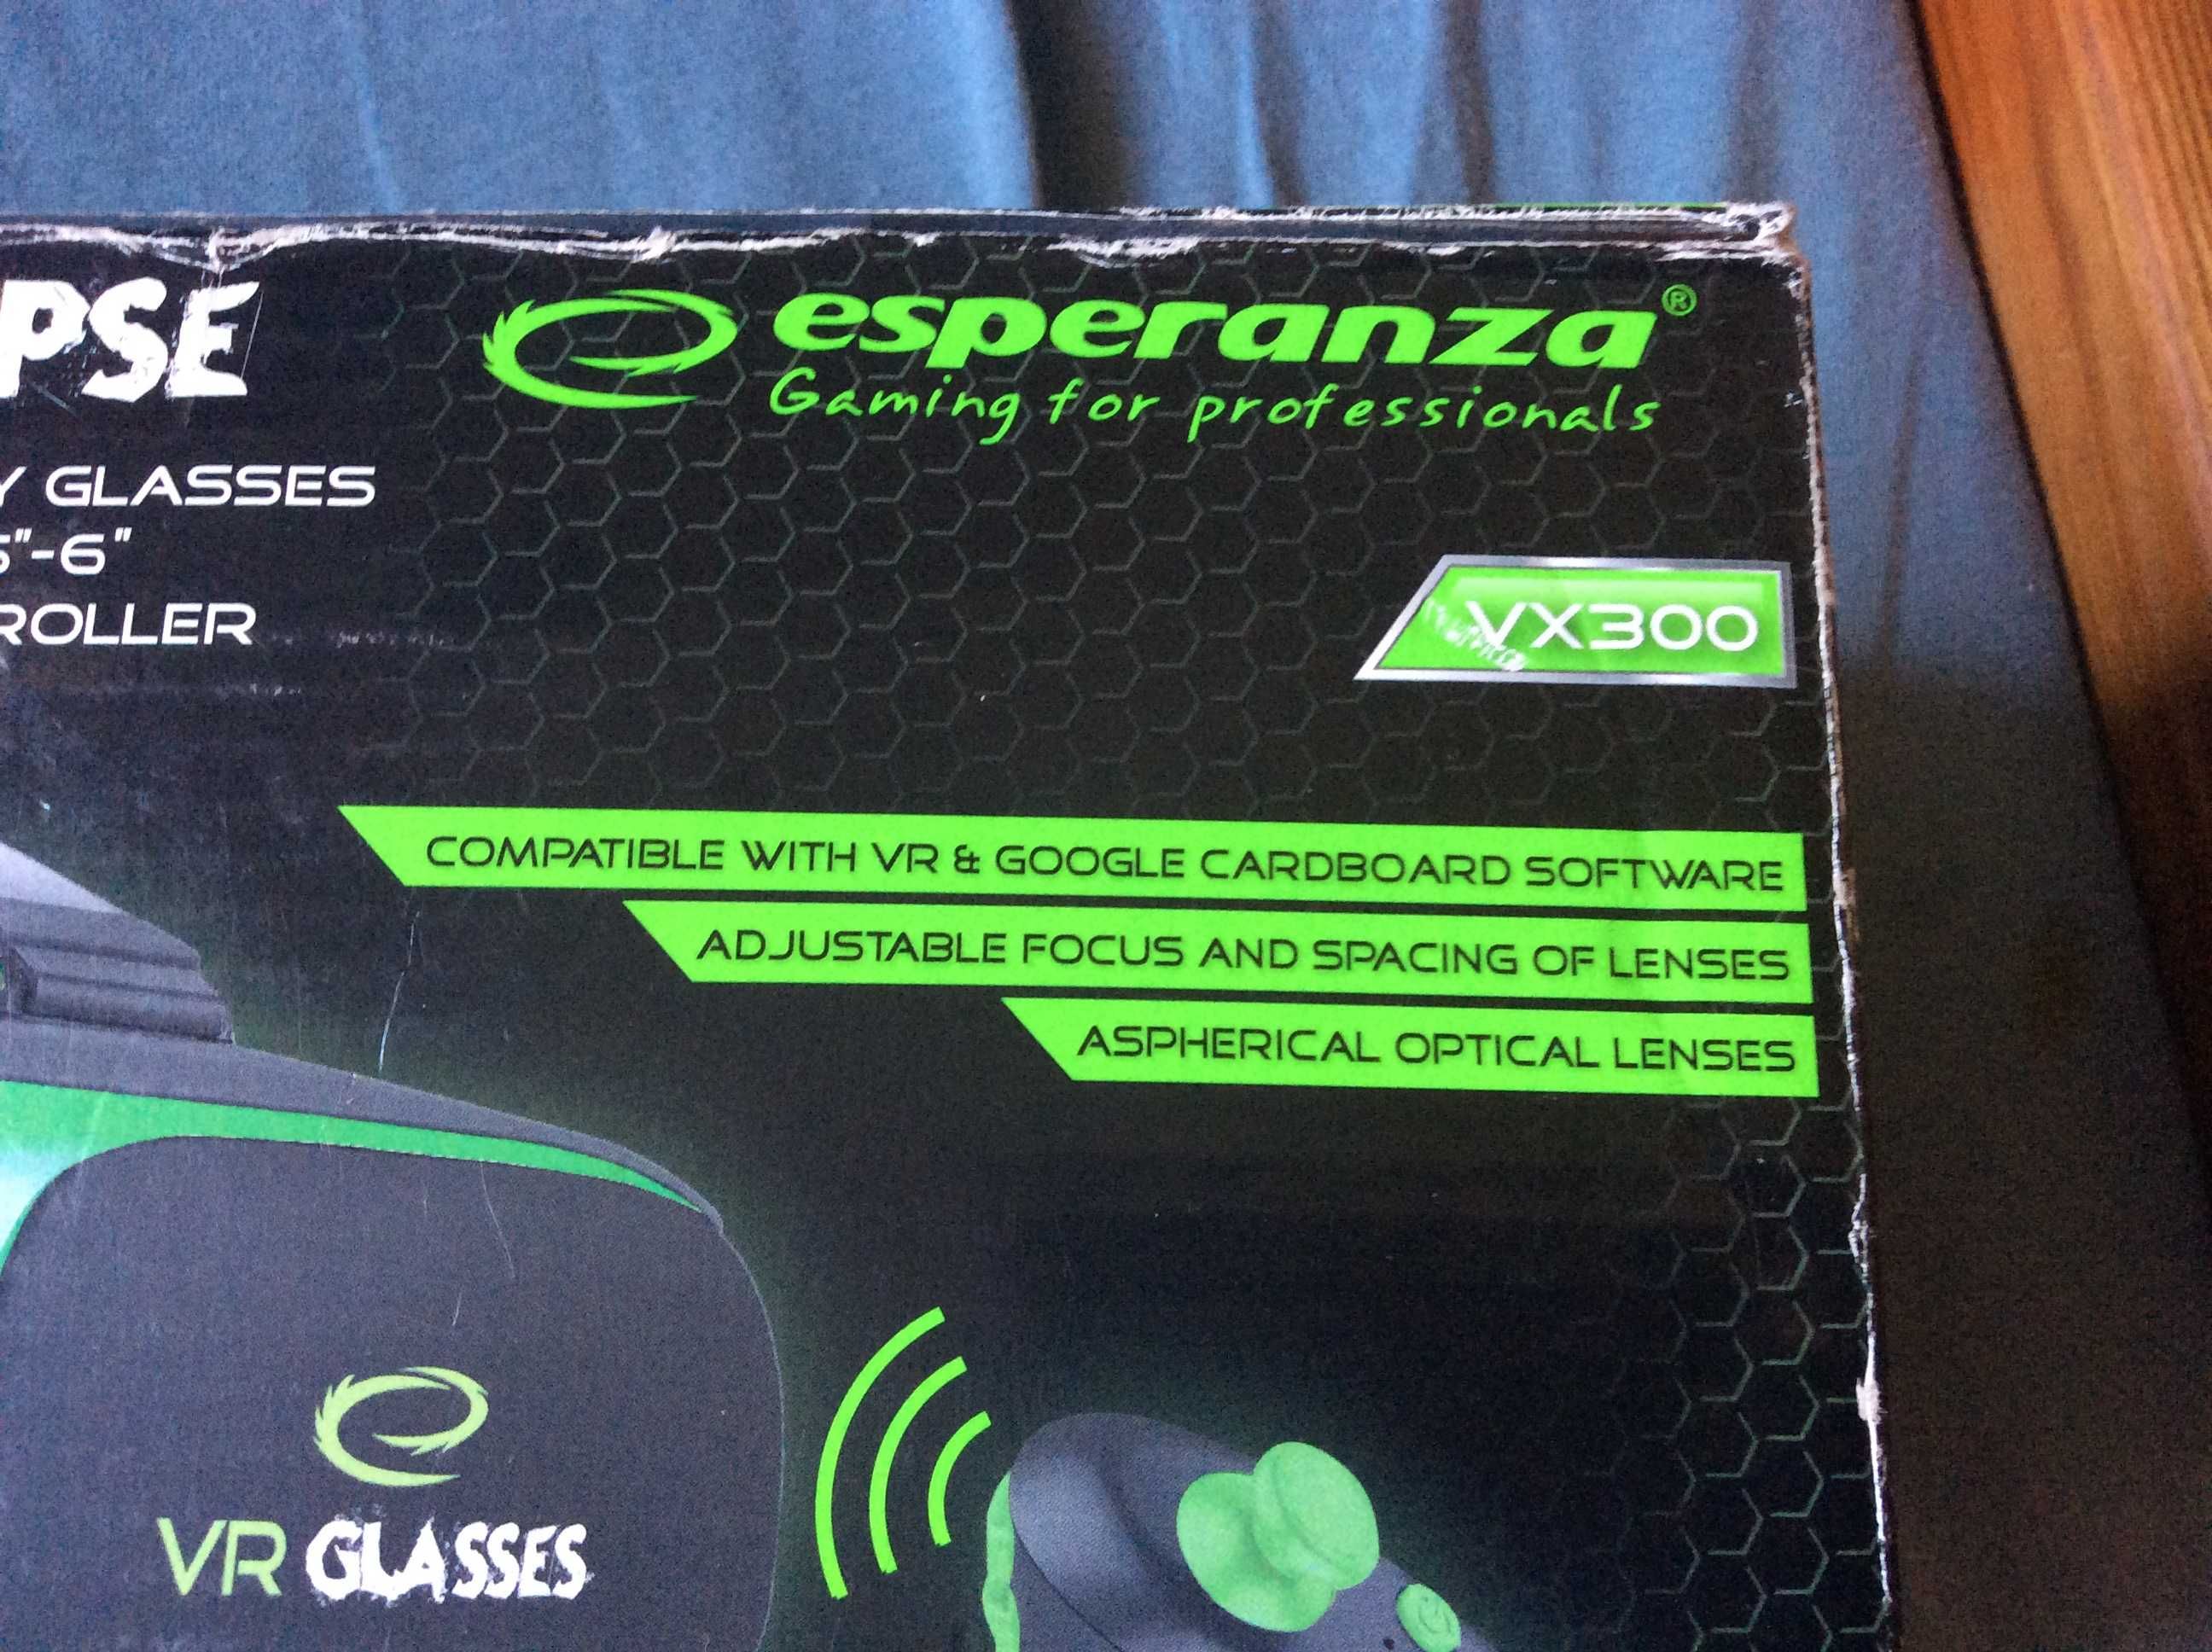 PSE
esperanza®
Gaming for professionals
Y GLASSES
5"-6"
ROLLER
VX300
COMPATIBLE WITH VR & GOOGLE CARDBOARD SOFTWARE
ADJUSTABLE FOCUS AND SPACING OF LENSES
ASPHERICAL OPTICAL LENSES
VR GLASSES